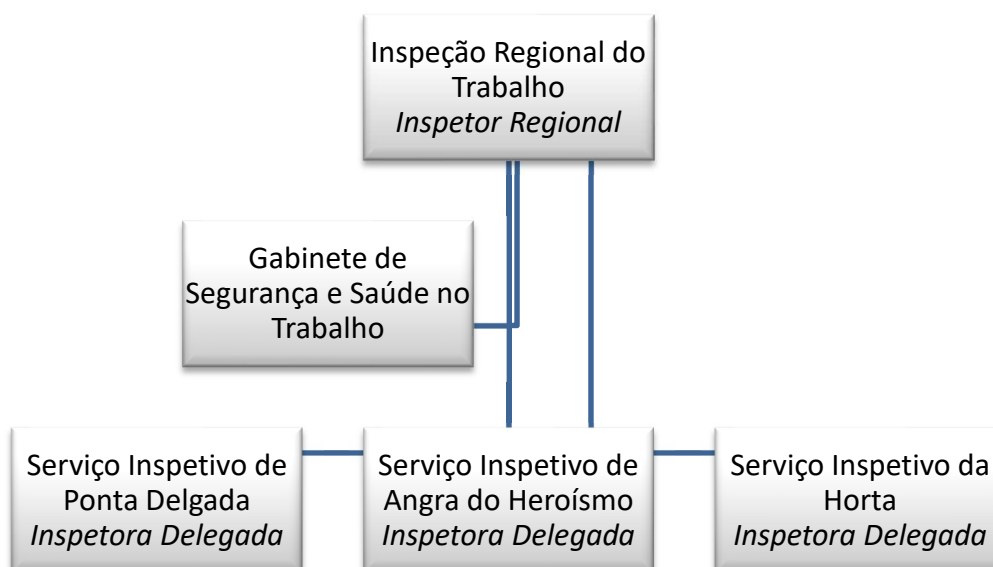 Inspeção Regional do
Trabalho
Inspetor Regional
Gabinete de
Segurança e Saúde no
Trabalho
Serviço Inspetivo de
Ponta Delgada
Inspetora Delegada
Serviço Inspetivo de
Angra do Heroísmo
Inspetora Delegada
Serviço Inspetivo da
Horta
Inspetora Delegada